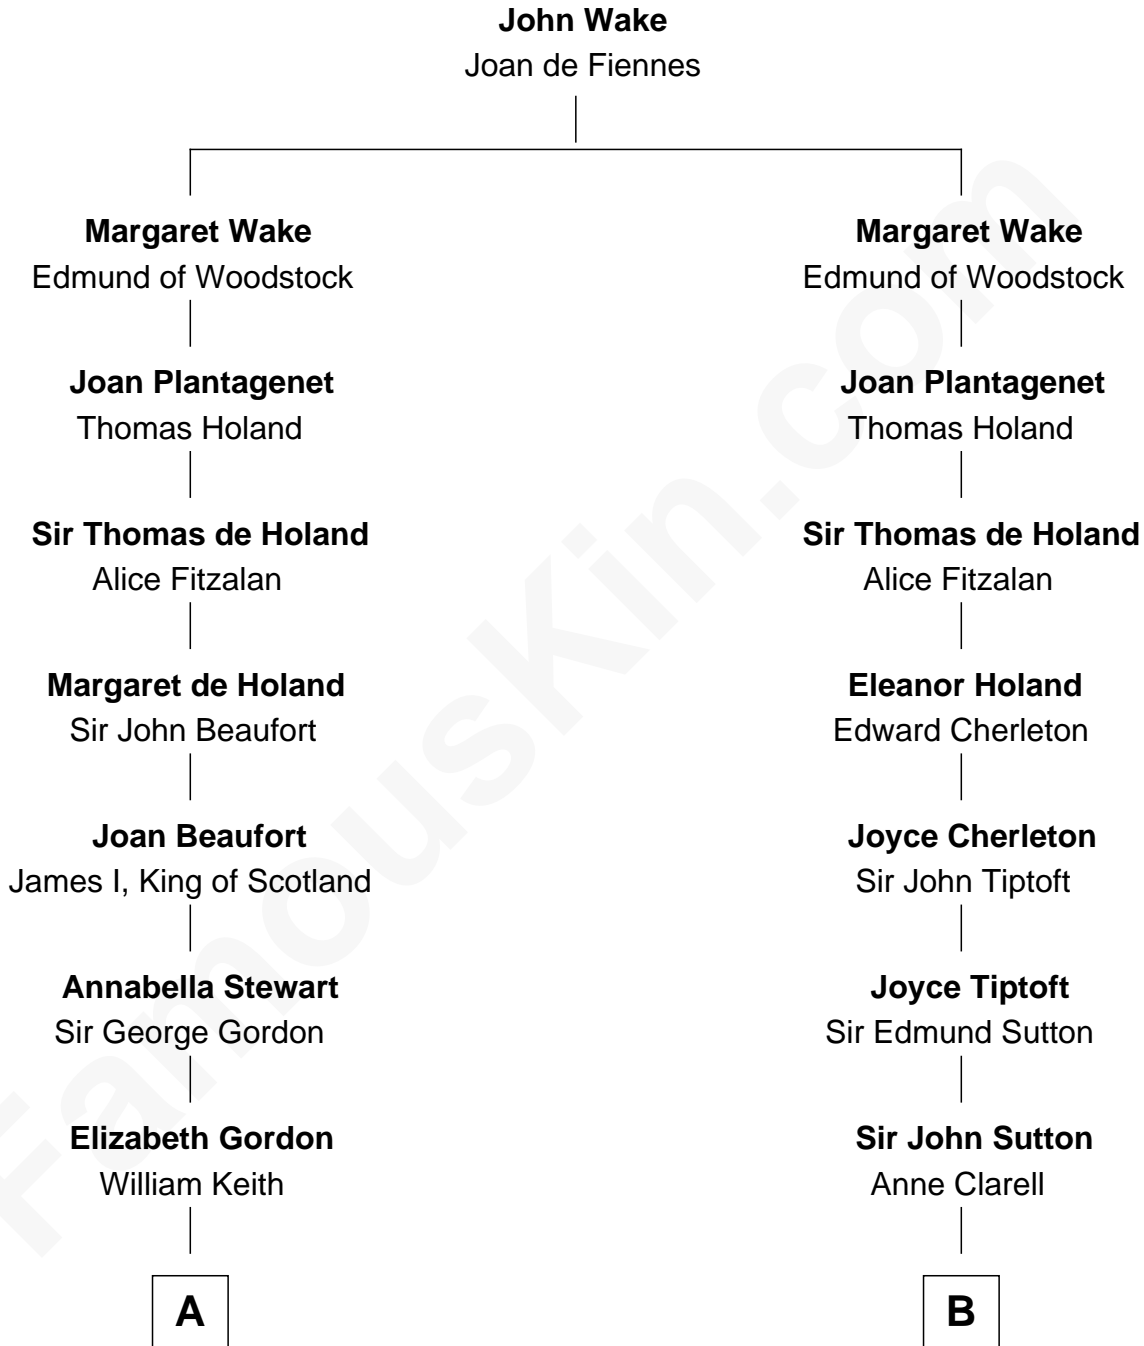 John Wake
Joan de Fiennes
Margaret Wake
Edmund of Woodstock
Joan Plantagenet
Thomas Holand
Sir Thomas de Holand
Alice Fitzalan
Margaret de Holand
Sir John Beaufort
Joan Beaufort
James I, King of Scotland
Annabella Stewart
Sir George Gordon
Elizabeth Gordon
William Keith
A
Margaret Wake
Edmund of Woodstock
Joan Plantagenet
Thomas Holand
Sir Thomas de Holand
Alice Fitzalan
Eleanor Holand
Edward Cherleton
Joyce Cherleton
Sir John Tiptoft
Joyce Tiptoft
Sir Edmund Sutton
Sir John Sutton
Anne Clarell
B
FamousKin.com